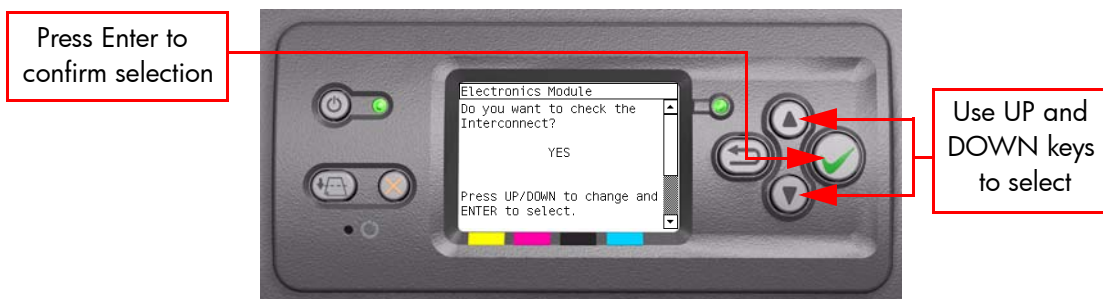 Press Enter to
confirm selection
Electronics Module
Do you want to check the
Interconnect?
YES
Press UP/DOWN to change and
ENTER to select.
Use UP and
DOWN keys
to select